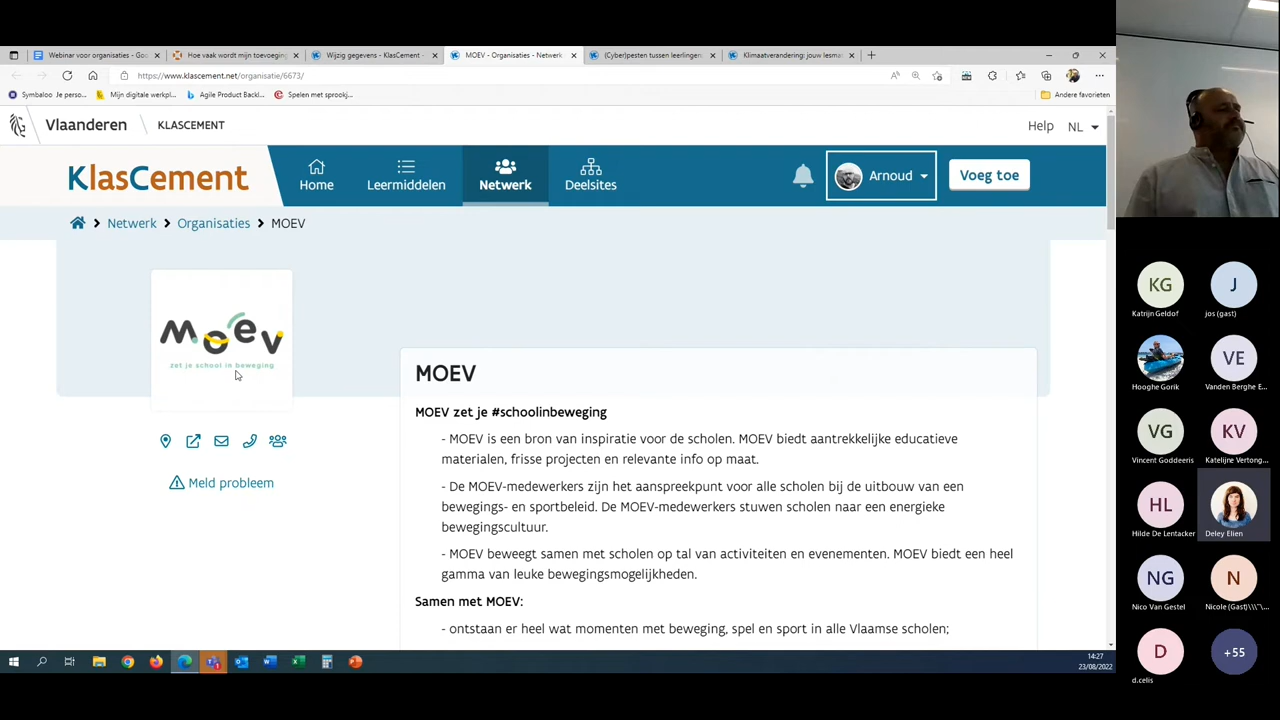 Webinar voor organisaties - Goo
Hoe vaak wordt mijn toevoeging
Wijzig gegevens - KlasCement -
MOEV - Organisaties - Netwerk
(Cyber)pesten tussen leerlingen
Klimaatverandering: jouw lesma
https://www.klascement.net/organisatie/6673/
Symbaloo Je perso...
Mijn digitale werkpl...
Agile Product Backl...
Spelen met sprookj...
Andere favorieten
Vlaanderen
KLASCEMENT
Help
NL
KlasCement
Home
Leermiddelen
Netwerk
Deelsites
Arnoud
Voeg toe
Netwerk
Organisaties
MOEV
moev
zet je school in beweging
Meld probleem
MOEV
MOEV zet je #schoolinbeweging
- MOEV is een bron van inspiratie voor de scholen. MOEV biedt aantrekkelijke educatieve
materialen, frisse projecten en relevante info op maat.
- De MOEV-medewerkers zijn het aanspreekpunt voor alle scholen bij de uitbouw van een
bewegings- en sportbeleid. De MOEV-medewerkers stuwen scholen naar een energieke
bewegingscultuur.
- MOEV beweegt samen met scholen op tal van activiteiten en evenementen. MOEV biedt een heel
gamma van leuke bewegingsmogelijkheden.
Samen met MOEV:
- ontstaan er heel wat momenten met beweging, spel en sport in alle Vlaamse scholen;
14:27
23/08/2022
KG
Katrijn Geldof
J
jos (gast)
Hooghe Gorik
VE
Vanden Berghe E...
VG
Vincent Goddeeris
KV
Katelijne Vertong...
HL
Hilde De Lentacker
Deley Elien
NG
Nico Van Gestel
N
Nicole (Gast)\\\"\...
D
d.celis
+55